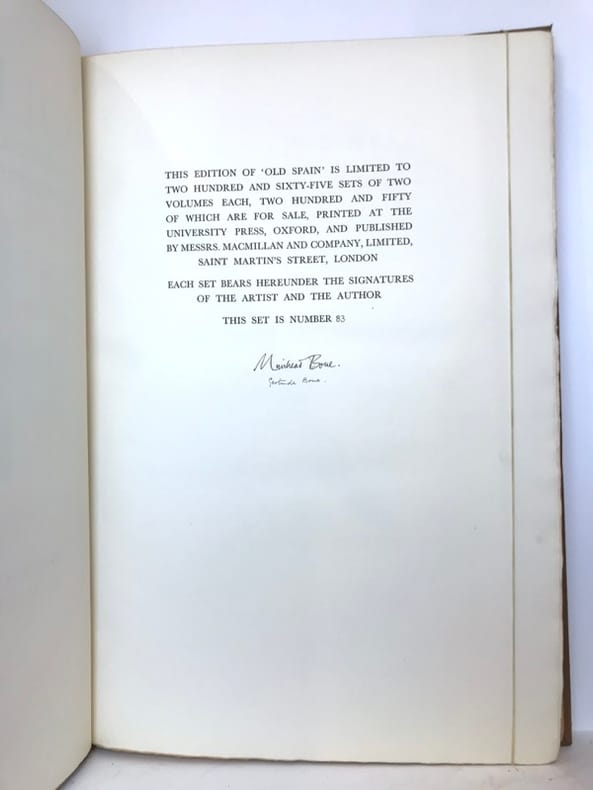 THIS EDITION OF ‘OLD SPAIN’ IS LIMITED TO
TWO HUNDRED AND SIXTY-FIVE SETS OF TWO
VOLUMES EACH, TWO HUNDRED AND FIFTY
OF WHICH ARE FOR SALE, PRINTED AT THE
UNIVERSITY PRESS, OXFORD, AND PUBLISHED
BY MESSRS. MACMILLAN AND COMPANY, LIMITED,
SAINT MARTIN'S STREET, LONDON
EACH SET BEARS HEREUNDER THE SIGNATURES
OF THE ARTIST AND THE AUTHOR
THIS SET IS NUMBER 83
Muirhead Bone.
Gertrude Bone.